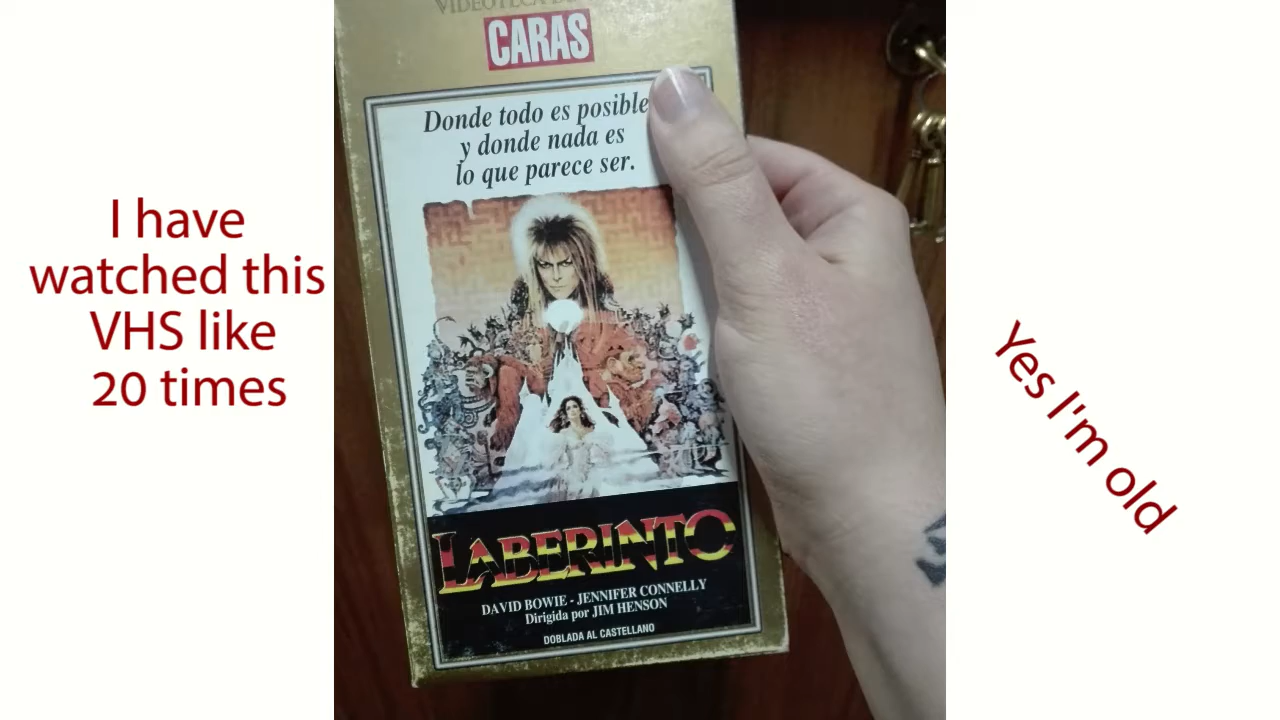 I have
watched this
VHS like
20 times
VIDEOTECA
CARAS
Donde todo es posible
y donde nada es
lo que parece ser.
LABERINTO
DAVID BOWIE - JENNIFER CONNELLY
Dirigida por JIM HENSON
DOBLADA AL CASTELLANO
Yes I'm old